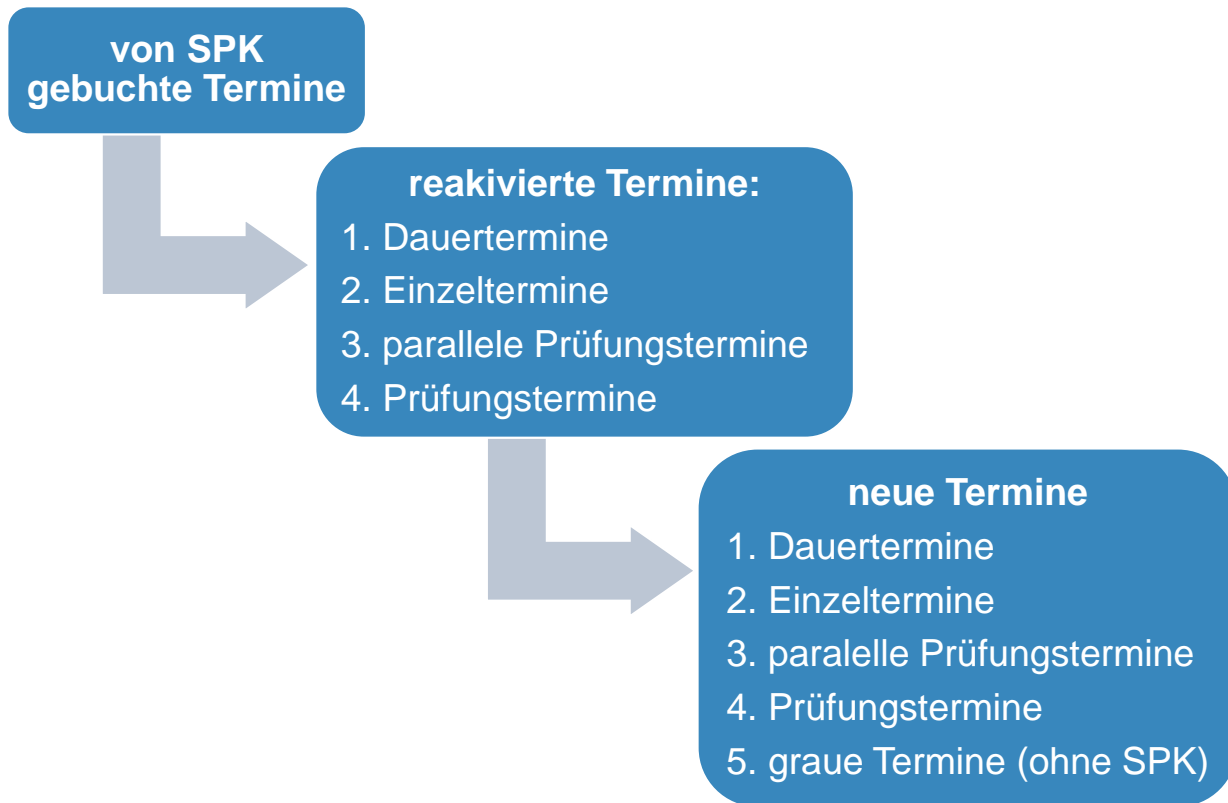 von SPK
gebuchte Termine
reakivierte Termine:
1. Dauertermine
2. Einzeltermine
3. parallele Prüfungstermine
4. Prüfungstermine
neue Termine
1. Dauertermine
2. Einzeltermine
3. paralelle Prüfungstermine
4. Prüfungstermine
5. graue Termine (ohne SPK)